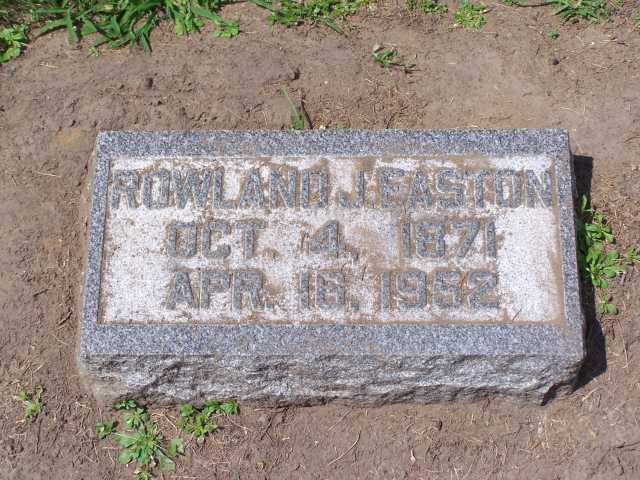 ROWLAND J. EASTON
OCT. 4, 1871
APR. 16, 1952